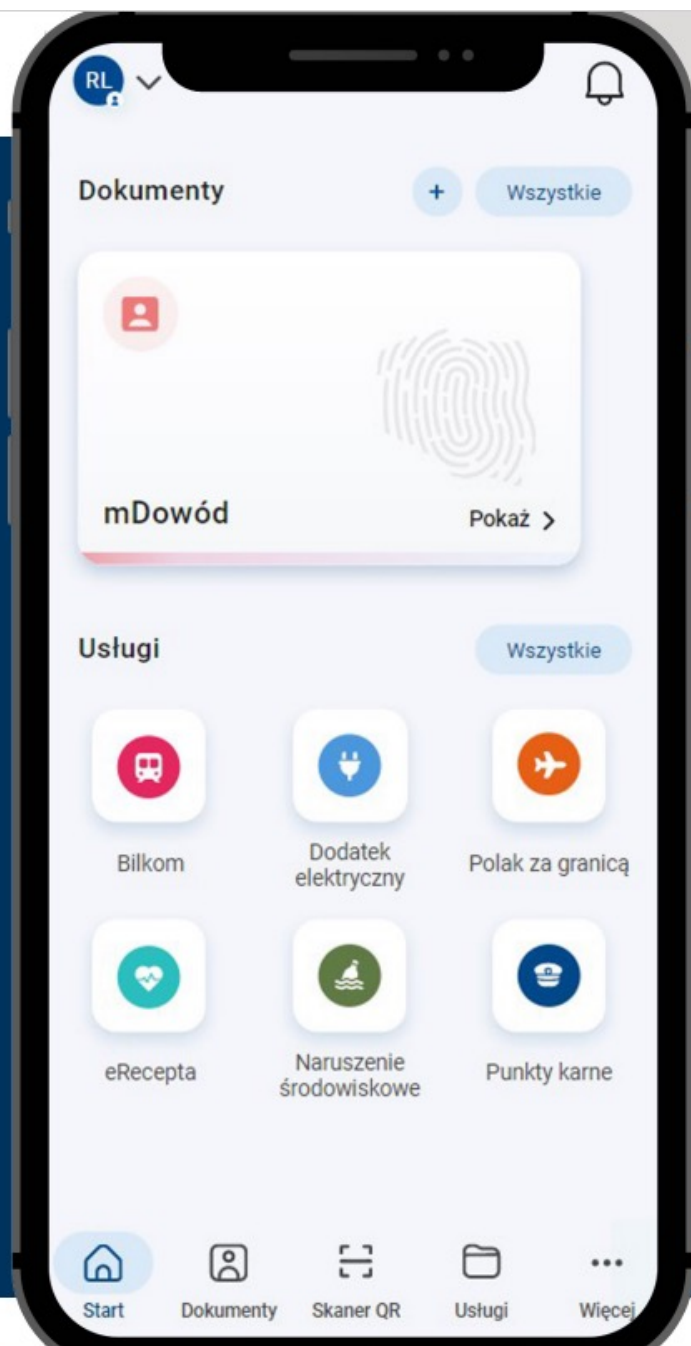 RL
Dokumenty + Wszystkie
mDowód Pokaż >
Usługi Wszystkie
Bilkom
Dodatek
elektryczny
Polak za granicą
eRecepta
Naruszenie
środowiskowe
Punkty karne
Start Dokumenty Skaner QR Usługi Więcej